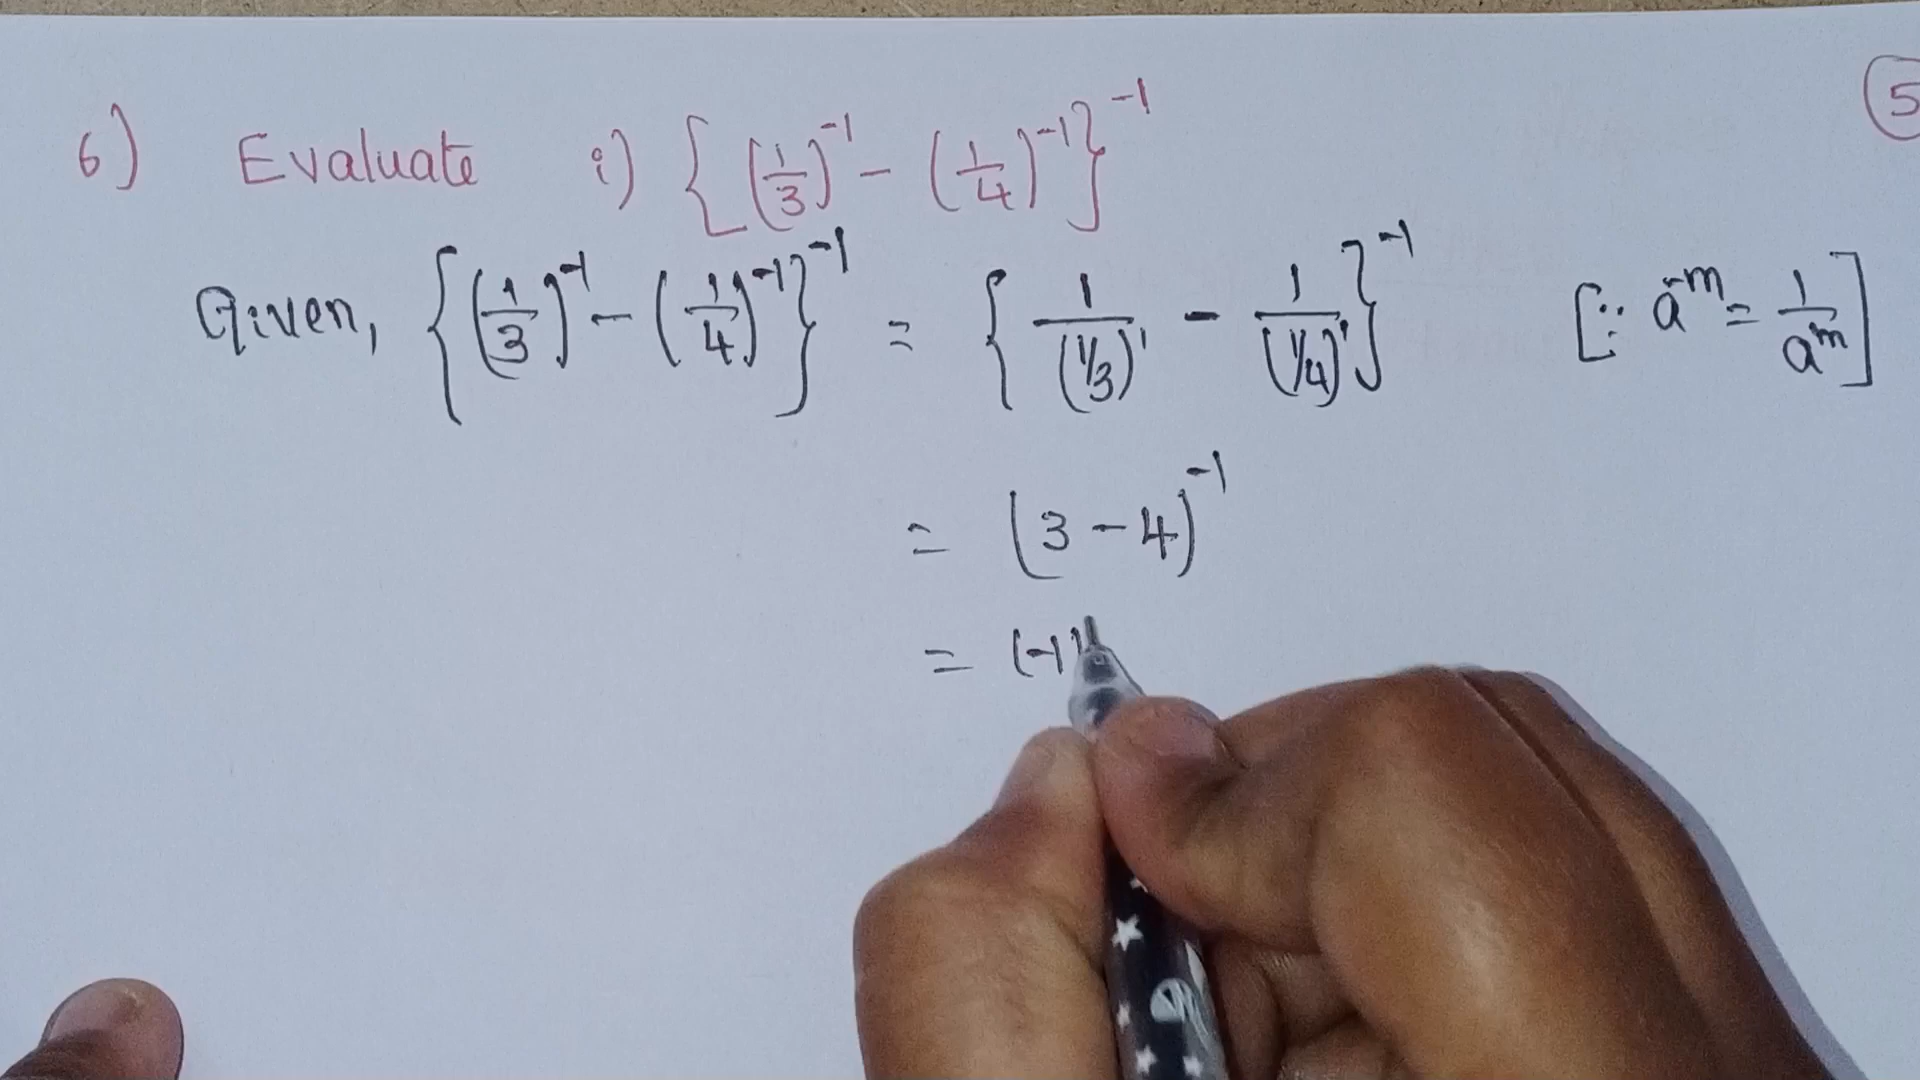 5
6) Evaluate i) {(1/3)⁻¹ - (1/4)⁻¹}⁻¹
Given, {(1/3)⁻¹ - (1/4)⁻¹}⁻¹ = {1/(1/3)¹ - 1/(1/4)¹}⁻¹ [∵ a⁻ᵐ = 1/aᵐ]
= (3 - 4)⁻¹
= (-1)